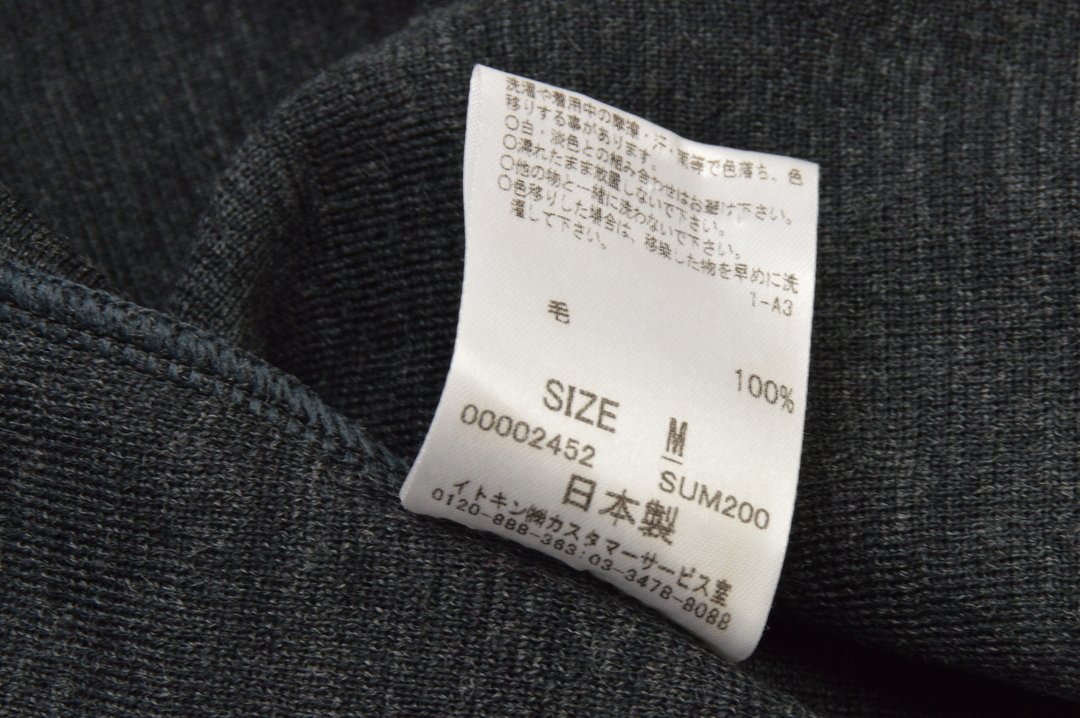 洗濯や着用中の摩擦・汗・雨等で色落ち、色
移りする事があります。
○白・淡色との組み合わせはお避け下さい。
○濡れたまま放置しないで下さい。
○他の物と一緒に洗わないで下さい。
○色移りした場合は、移染した物を早めに洗
濯して下さい。
1-A3
毛 100%
SIZE M
00002452 SUM200
日本製
イトキン㈱カスタマーサービス室
0120-888-363:03-3478-8088